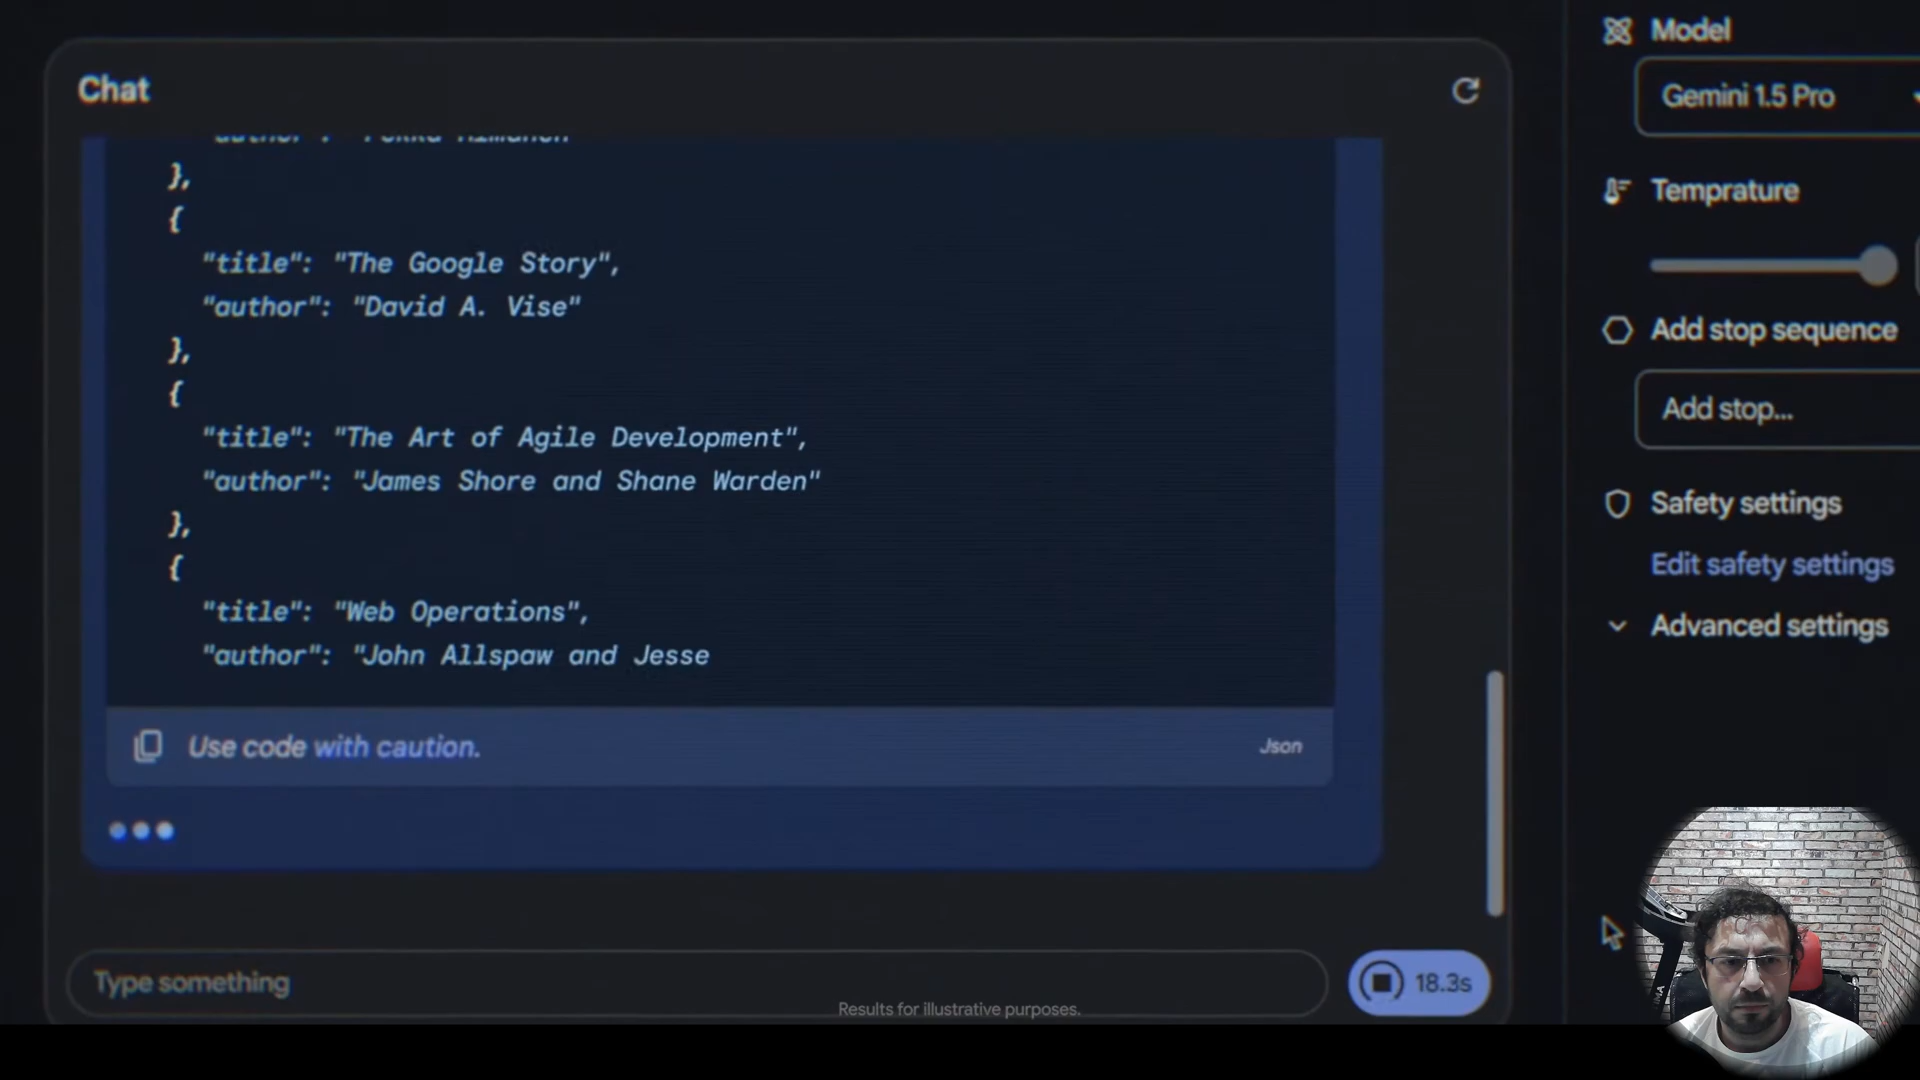 Chat
},
{
"title": "The Google Story",
"author": "David A. Vise"
},
{
"title": "The Art of Agile Development",
"author": "James Shore and Shane Warden"
},
{
"title": "Web Operations",
"author": "John Allspaw and Jesse
Use code with caution.
Json
Type something
18.3s
Results for illustrative purposes.
Model
Gemini 1.5 Pro
Temprature
Add stop sequence
Add stop...
Safety settings
Edit safety settings
Advanced settings